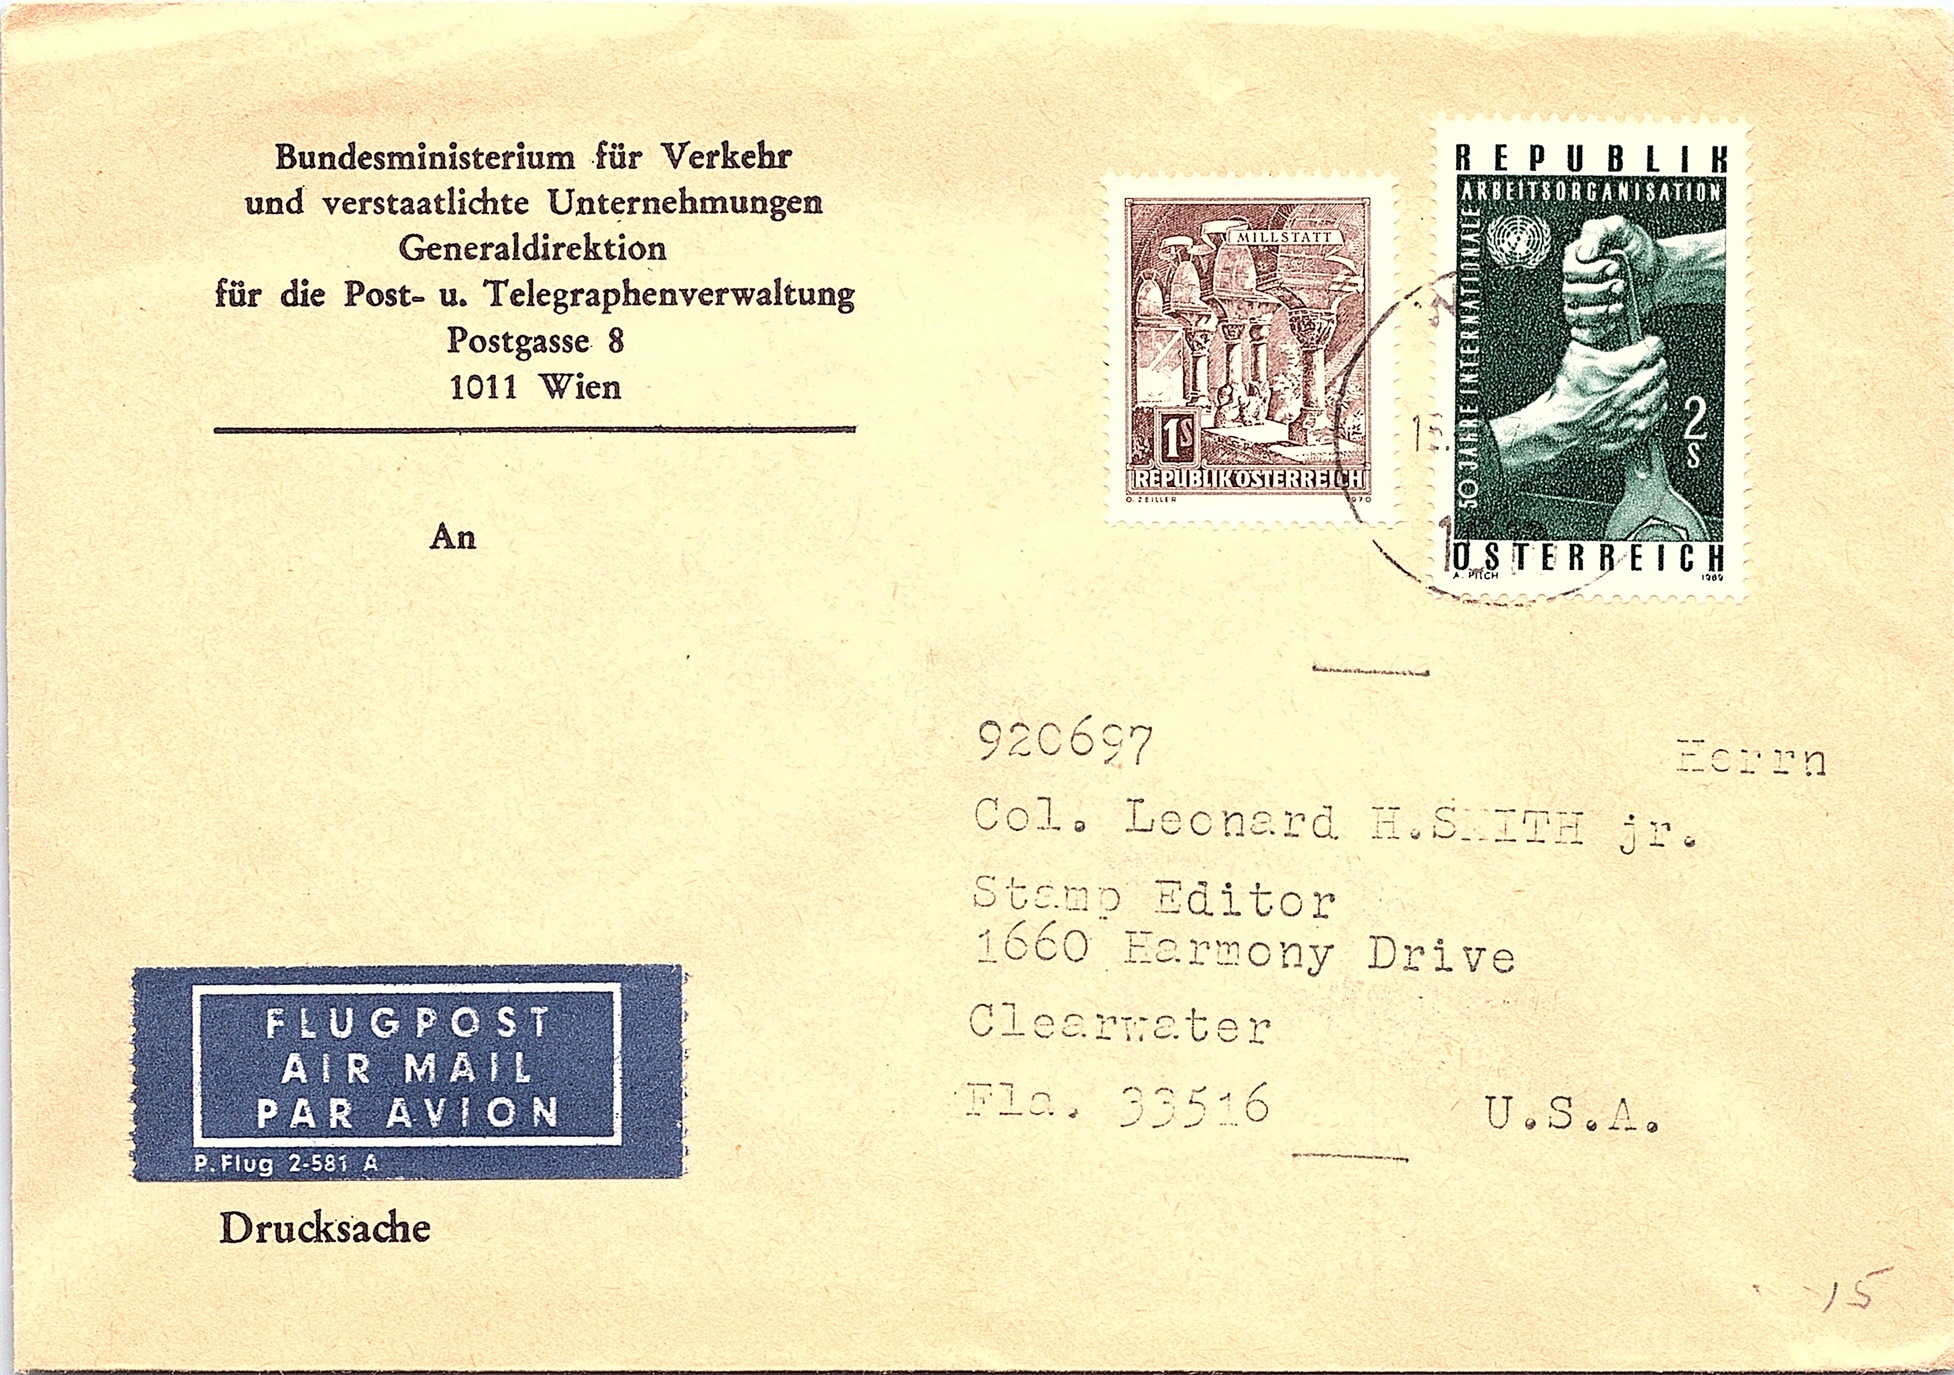 Bundesministerium für Verkehr
und verstaatlichte Unternehmungen
Generaldirektion
für die Post- u. Telegraphenverwaltung
Postgasse 8
1011 Wien
An
MILLSTATT
1S
REPUBLIK ÖSTERREICH
O. ZEILLER 1970
REPUBLIK
ARBEITSORGANISATION
50 JAHRE INTERNATIONALE
2 S
ÖSTERREICH
A. PILCH 1969
920697 Herrn
Col. Leonard H.SMITH jr.
Stamp Editor
1660 Harmony Drive
Clearwater
Fla. 33516 U.S.A.
FLUGPOST
AIR MAIL
PAR AVION
P. Flug 2-581 A
Drucksache
15